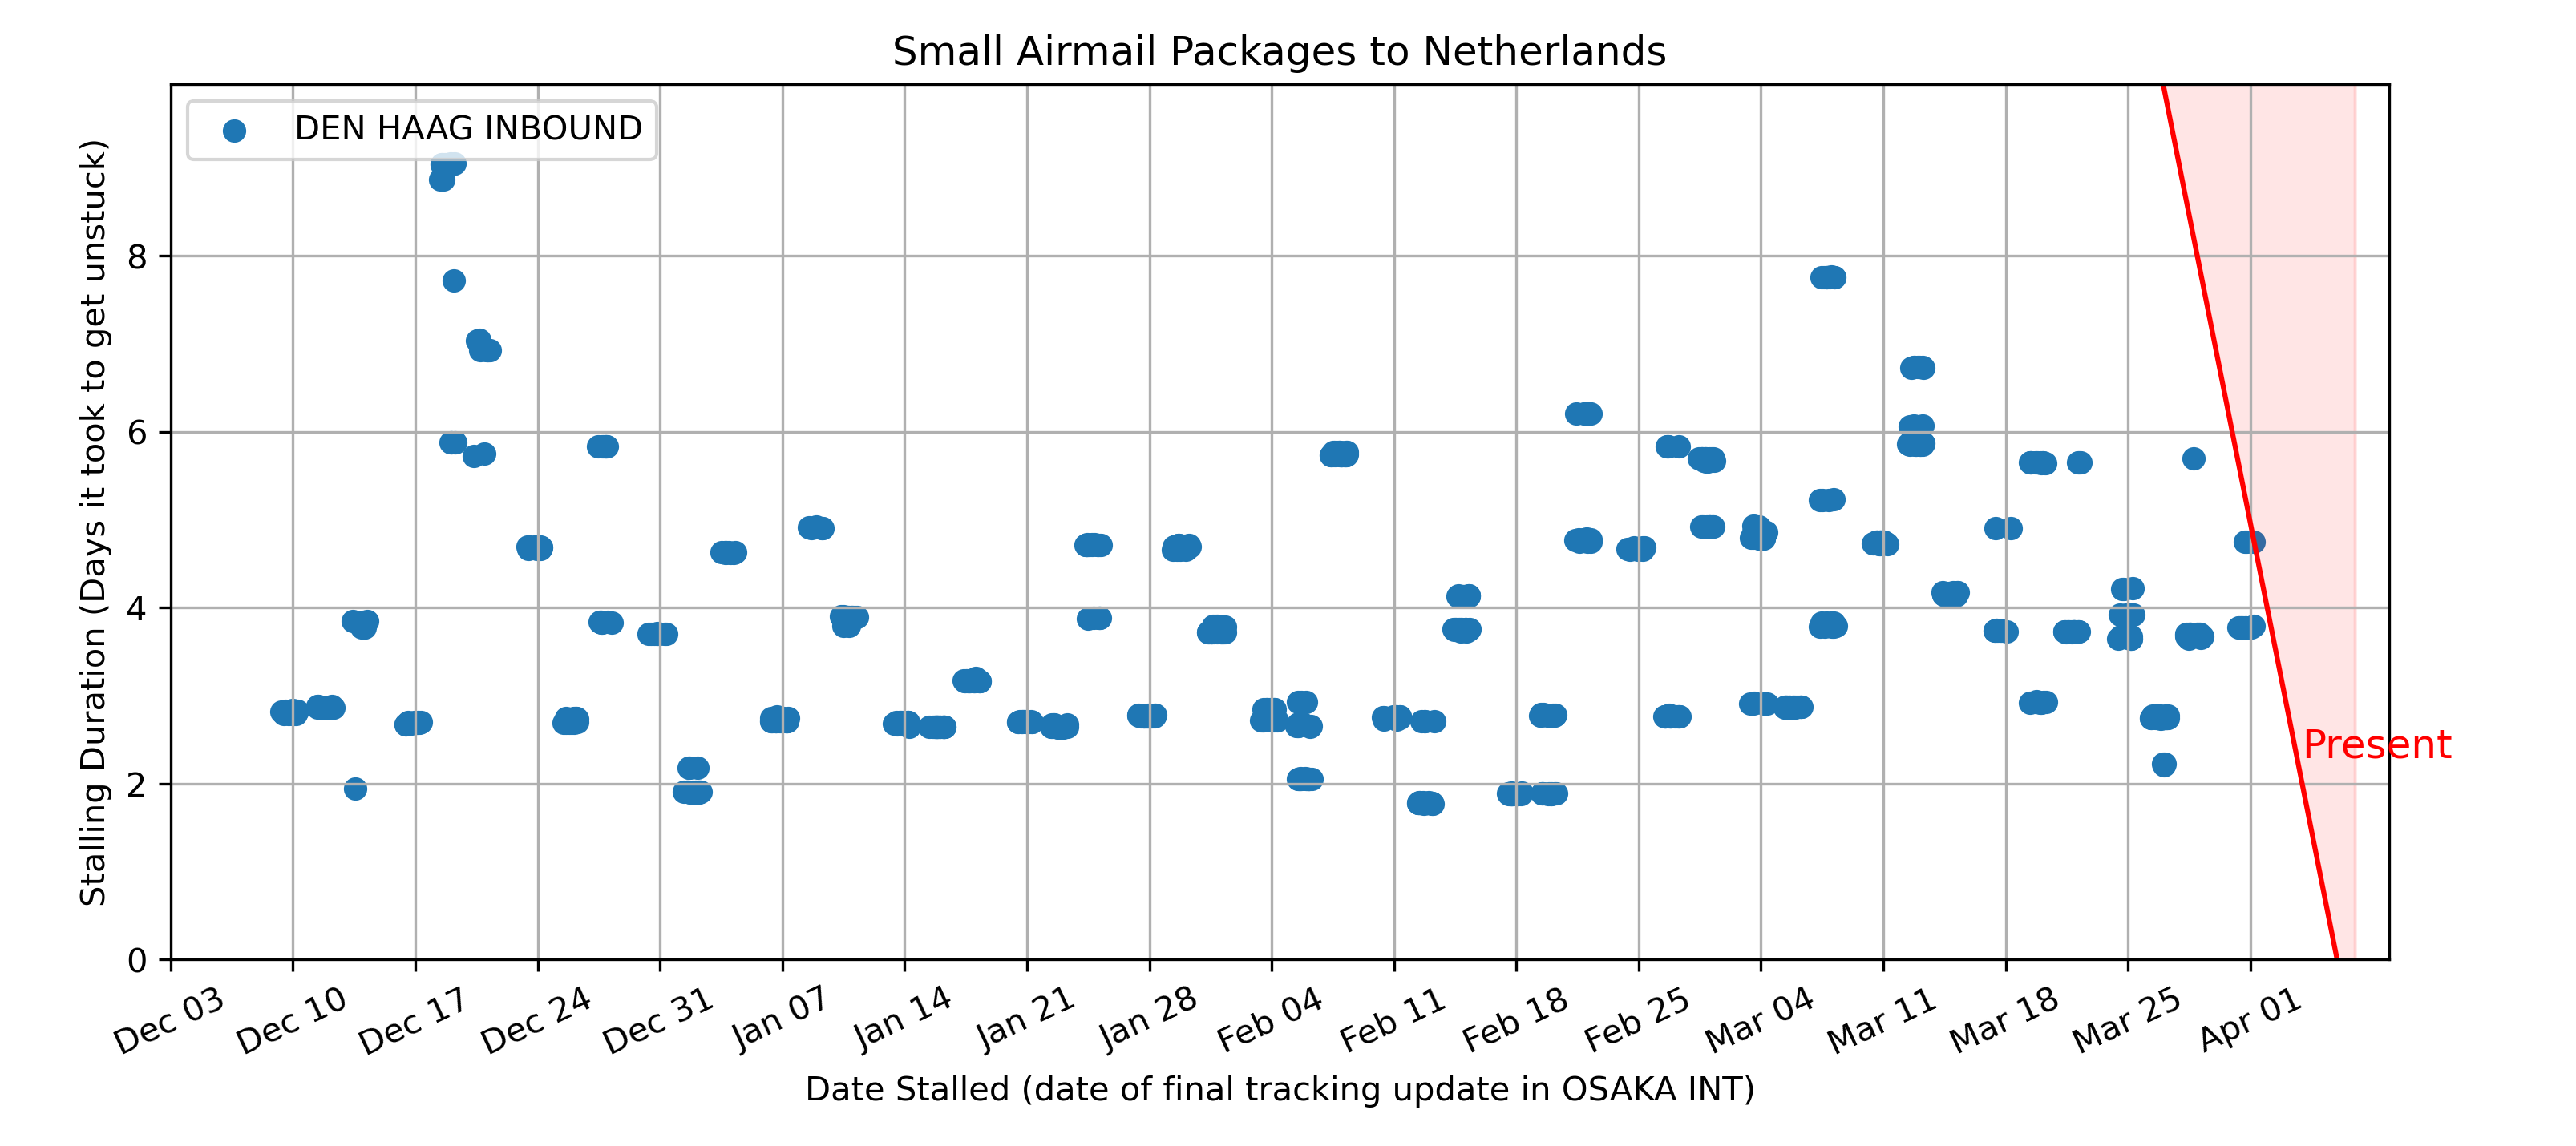 Small Airmail Packages to Netherlands
DEN HAAG INBOUND
Stalling Duration (Days it took to get unstuck)
8
6
4
2
0
Present
Dec 03
Dec 10
Dec 17
Dec 24
Dec 31
Jan 07
Jan 14
Jan 21
Jan 28
Feb 04
Feb 11
Feb 18
Feb 25
Mar 04
Mar 11
Mar 18
Mar 25
Apr 01
Date Stalled (date of final tracking update in OSAKA INT)